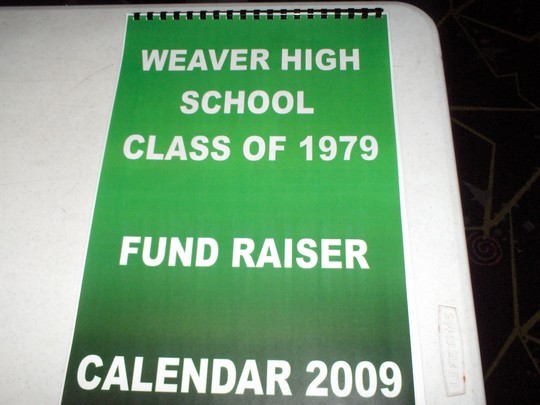 WEAVER HIGH
SCHOOL
CLASS OF 1979
FUND RAISER
CALENDAR 2009